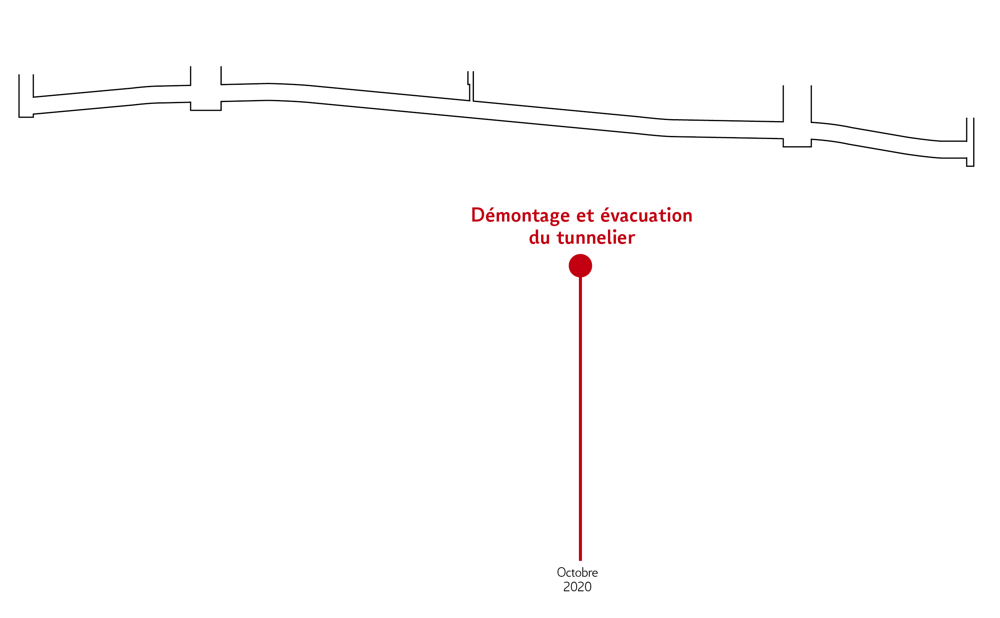 Démontage et évacuation
du tunnelier
Octobre
2020